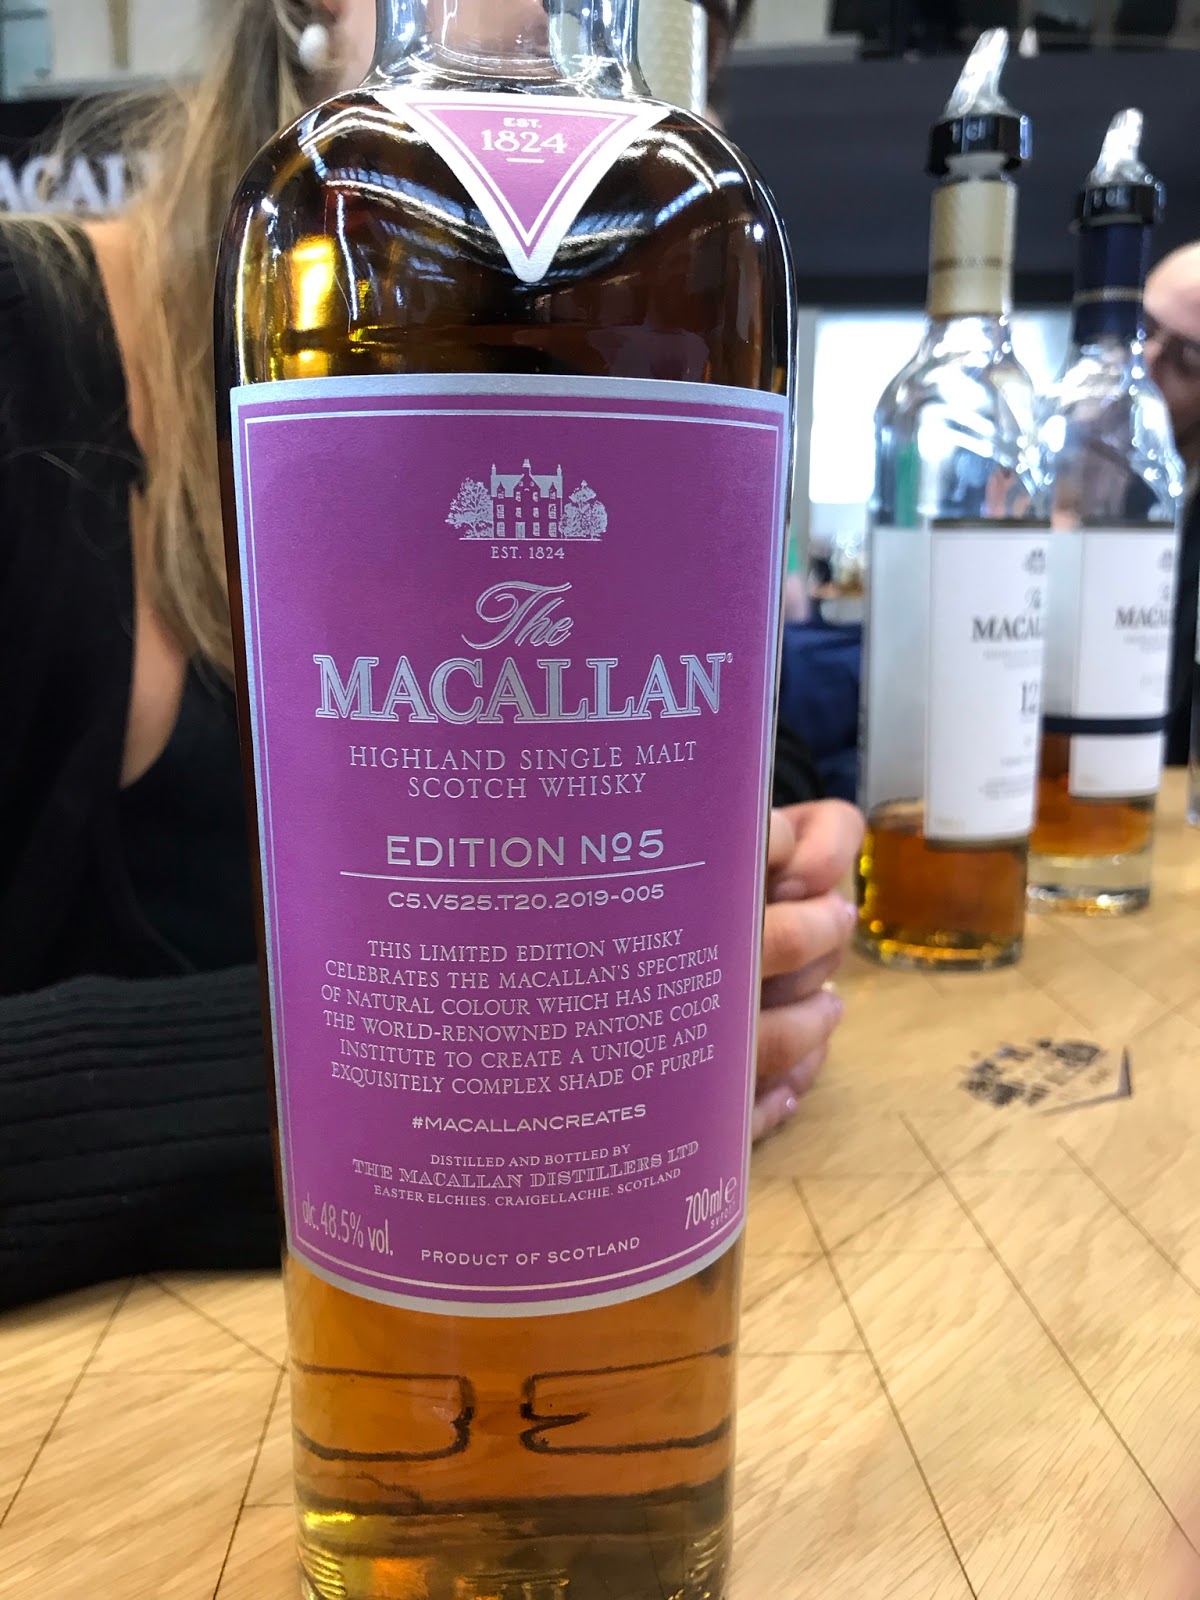 EST.
1824
EST. 1824
The
MACALLAN®
HIGHLAND SINGLE MALT
SCOTCH WHISKY
EDITION Nº5
C5.V525.T20.2019-005
THIS LIMITED EDITION WHISKY
CELEBRATES THE MACALLAN'S SPECTRUM
OF NATURAL COLOUR WHICH HAS INSPIRED
THE WORLD-RENOWNED PANTONE COLOR
INSTITUTE TO CREATE A UNIQUE AND
EXQUISITELY COMPLEX SHADE OF PURPLE
#MACALLANCREATES
DISTILLED AND BOTTLED BY
THE MACALLAN DISTILLERS LTD
EASTER ELCHIES. CRAIGELLACHIE. SCOTLAND
alc. 48.5% vol.
700ml e
PRODUCT OF SCOTLAND
MACAL
12
MACA
ACAL